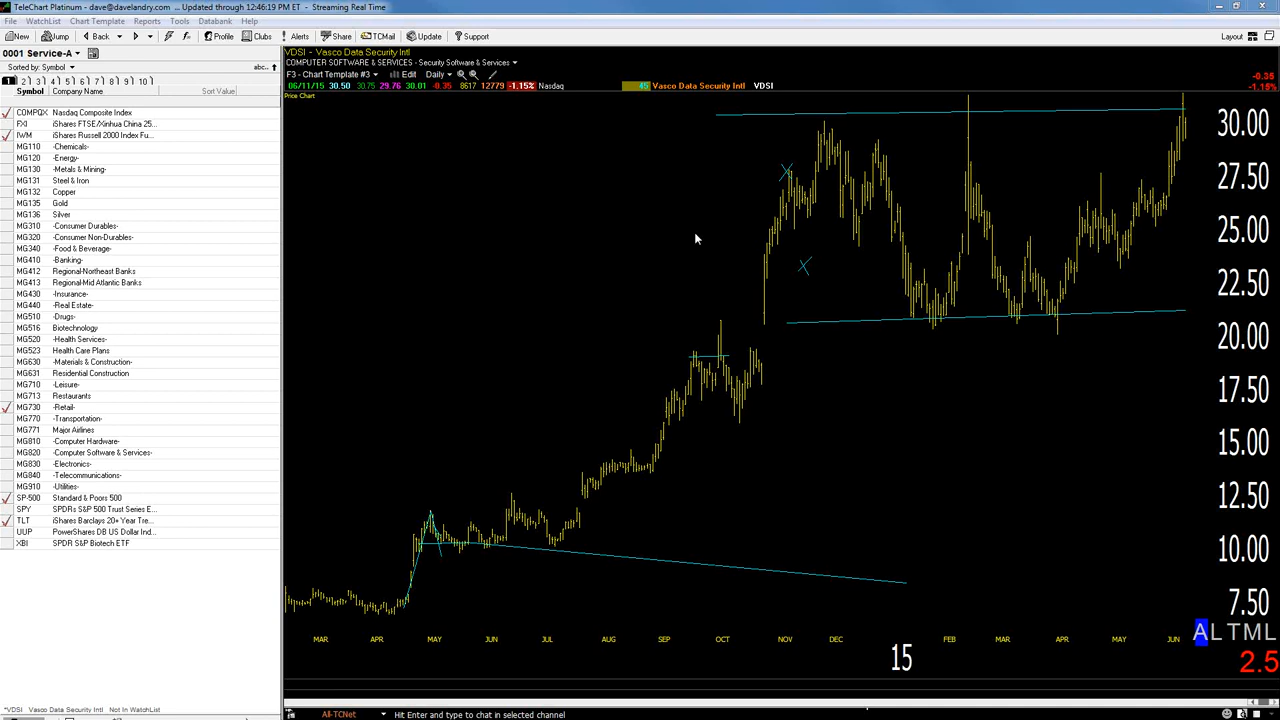 TeleChart Platinum - dave@davelandry.com - Updated through 12:46:19 PM ET - Streaming Real Time
File WatchList Chart Template Reports Tools Databank Help
New Jump Back Profile Clubs Alerts Share TCMail Update Support Layout
0001 Service-A
Sorted by: Symbol abc..
1 2 3 4 5 6 7 8 9 10
Symbol Company Name Sort Value
COMPQX Nasdaq Composite Index
FXI iShares FTSE/Xinhua China 25...
IWM iShares Russell 2000 Index Fu...
MG110 -Chemicals-
MG120 -Energy-
MG130 -Metals & Mining-
MG131 Steel & Iron
MG132 Copper
MG135 Gold
MG136 Silver
MG310 -Consumer Durables-
MG320 -Consumer Non-Durables-
MG340 -Food & Beverage-
MG410 -Banking-
MG412 Regional-Northeast Banks
MG413 Regional-Mid Atlantic Banks
MG430 -Insurance-
MG440 -Real Estate-
MG510 -Drugs-
MG516 Biotechnology
MG520 -Health Services-
MG523 Health Care Plans
MG630 -Materials & Construction-
MG631 Residential Construction
MG710 -Leisure-
MG713 Restaurants
MG730 -Retail-
MG770 -Transportation-
MG771 Major Airlines
MG810 -Computer Hardware-
MG820 -Computer Software & Services-
MG830 -Electronics-
MG840 -Telecommunications-
MG910 -Utilities-
SP-500 Standard & Poors 500
SPY SPDRs S&P 500 Trust Series E...
TLT iShares Barclays 20+ Year Tre...
UUP PowerShares DB US Dollar Ind...
XBI SPDR S&P Biotech ETF
*VDSI Vasco Data Security Intl Not In WatchList
VDSI - Vasco Data Security Intl
COMPUTER SOFTWARE & SERVICES - Security Software & Services
F3 - Chart Template #3 Edit Daily
06/11/15 30.50 30.75 29.76 30.01 -0.35 8617 12779 -1.15% Nasdaq 45 Vasco Data Security Intl VDSI
-0.35
-1.15%
Price Chart
30.00
27.50
25.00
22.50
20.00
17.50
15.00
12.50
10.00
7.50
MAR APR MAY JUN JUL AUG SEP OCT NOV DEC 15 FEB MAR APR MAY JUN
ALTML
2.5
All-TCNet Hit Enter and type to chat in selected channel